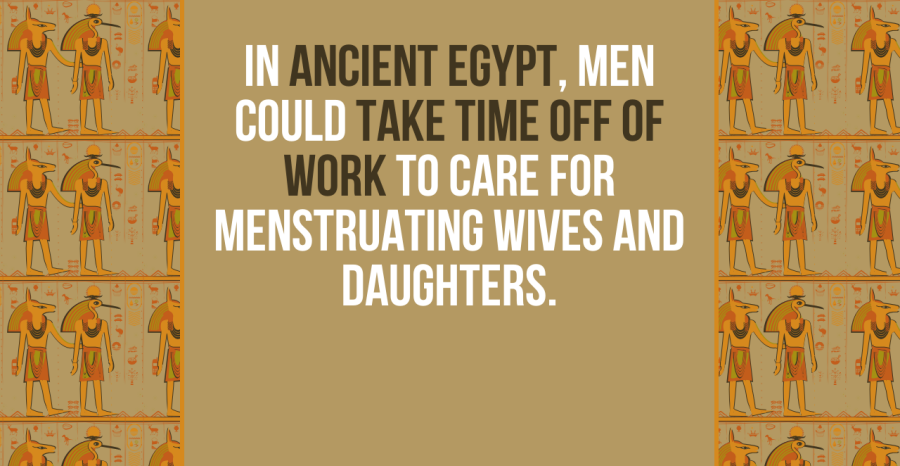 IN ANCIENT EGYPT, MEN
COULD TAKE TIME OFF OF
WORK TO CARE FOR
MENSTRUATING WIVES AND
DAUGHTERS.